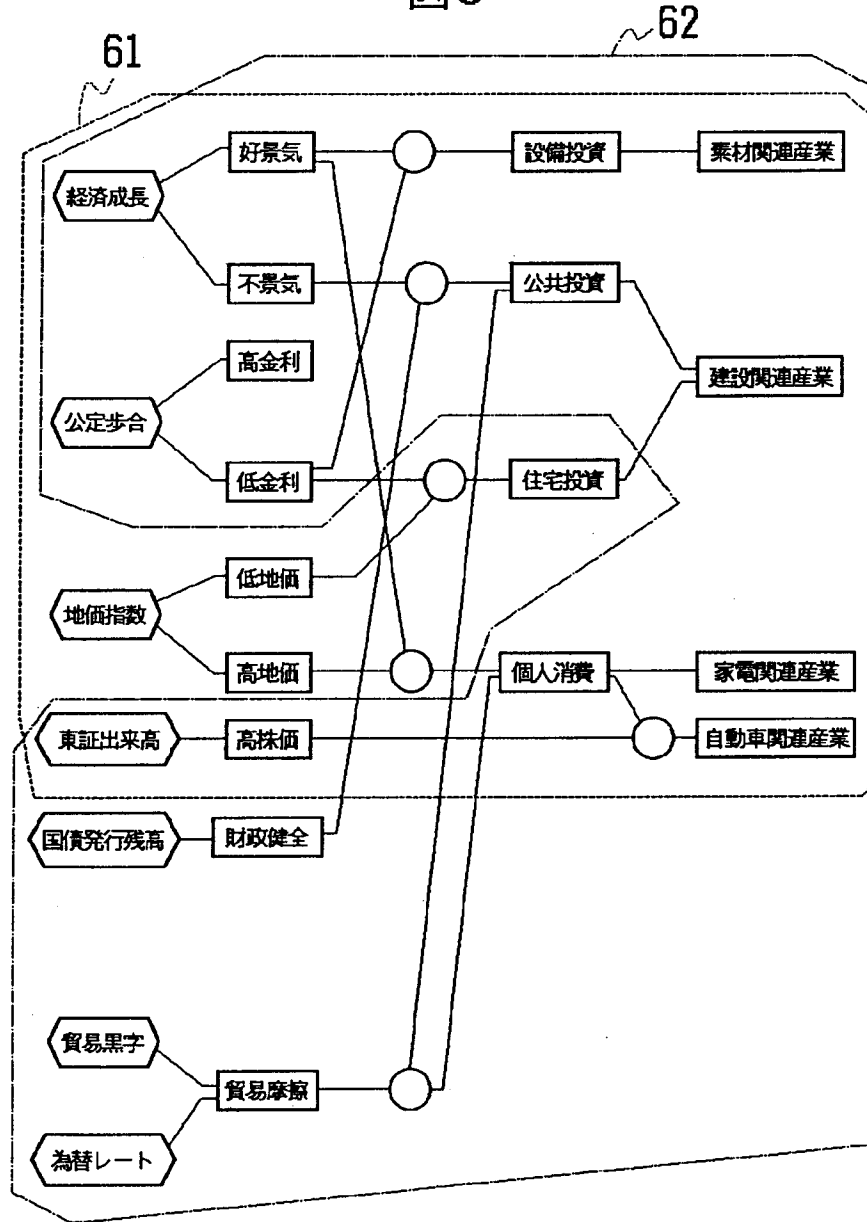 62
61
好景気
設備投資
素材関連産業
経済成長
不景気
公共投資
高金利
建設関連産業
公定歩合
低金利
住宅投資
低地価
地価指数
高地価
個人消費
家電関連産業
東証出来高
高株価
自動車関連産業
国債発行残高
財政健全
貿易黒字
貿易摩擦
為替レート